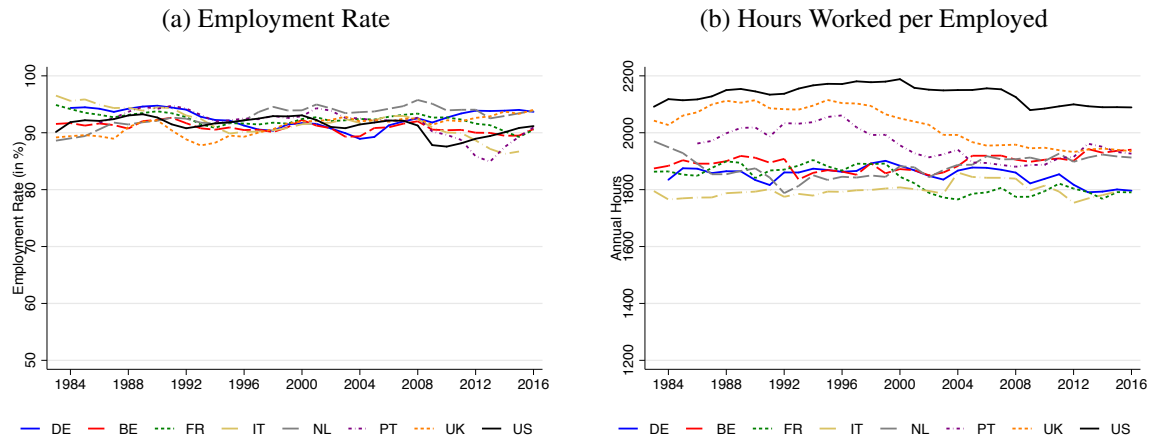 (a) Employment Rate
Employment Rate (in %)
100
90
80
70
60
50
1984 1988 1992 1996 2000 2004 2008 2012 2016
DE BE FR IT NL PT UK US
(b) Hours Worked per Employed
Annual Hours
2200
2000
1800
1600
1400
1200
1984 1988 1992 1996 2000 2004 2008 2012 2016
DE BE FR IT NL PT UK US